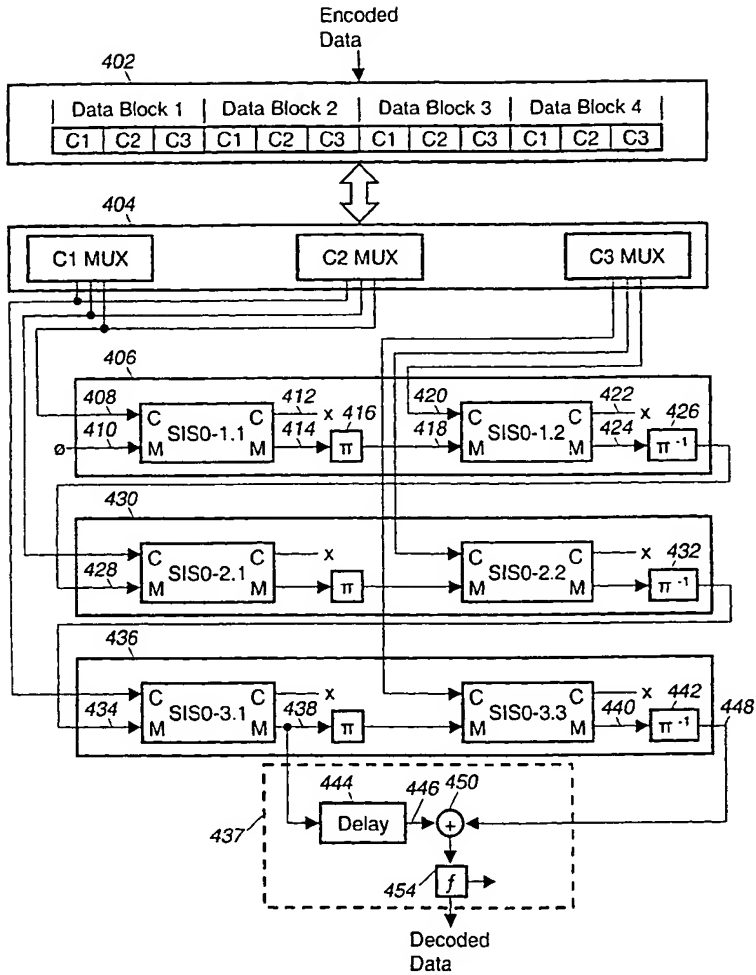 Encoded
Data
402
Data Block 1 Data Block 2 Data Block 3 Data Block 4
C1 C2 C3 C1 C2 C3 C1 C2 C3 C1 C2 C3
404
C1 MUX C2 MUX C3 MUX
406
408 C C 412 x 416 420 C C 422 x 426
ø 410 M SIS0-1.1 M 414 π 418 M SIS0-1.2 M 424 π -1
430
C C x C C x 432
428 M SIS0-2.1 M π M SIS0-2.2 M π -1
436
C C x C C x 442
434 M SIS0-3.1 M 438 π M SIS0-3.3 M 440 π -1 448
444 446 450
437 Delay +
454 f
Decoded
Data